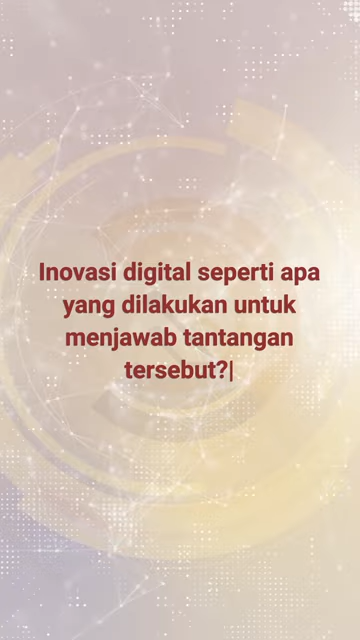 Inovasi digital seperti apa
yang dilakukan untuk
menjawab tantangan
tersebut?|